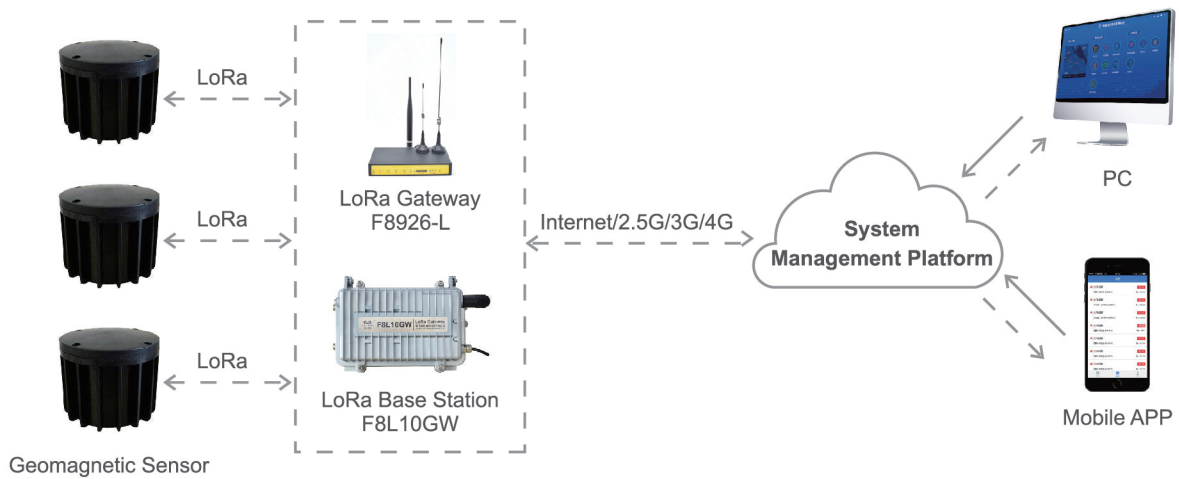 LoRa
LoRa
LoRa
Geomagnetic Sensor
LoRa Gateway
F8926-L
F8L10GW
LoRa Gateway
LoRa Base Station
F8L10GW
Internet/2.5G/3G/4G
System
Management Platform
PC
Mobile APP